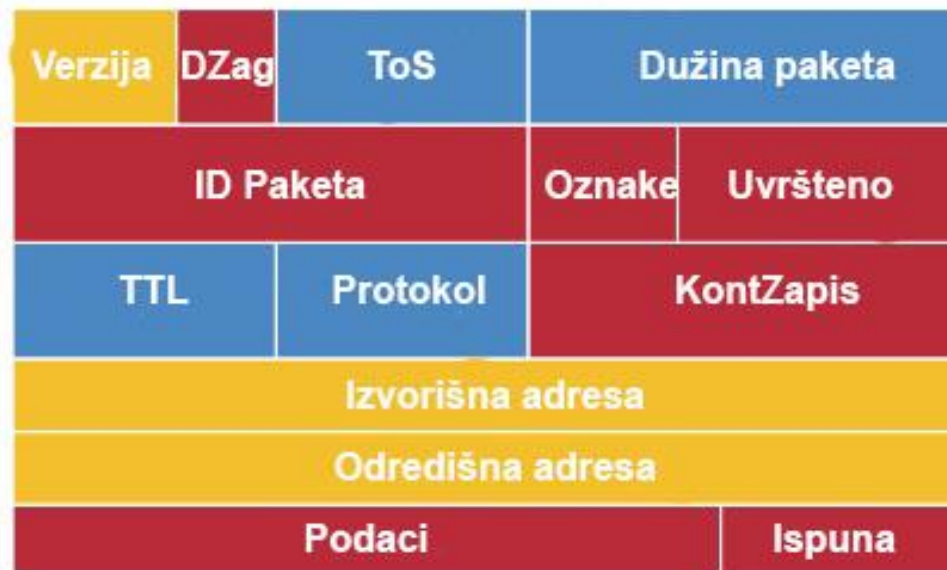 Verzija DZag ToS Dužina paketa
ID Paketa Oznake Uvršteno
TTL Protokol KontZapis
Izvorišna adresa
Odredišna adresa
Podaci Ispuna